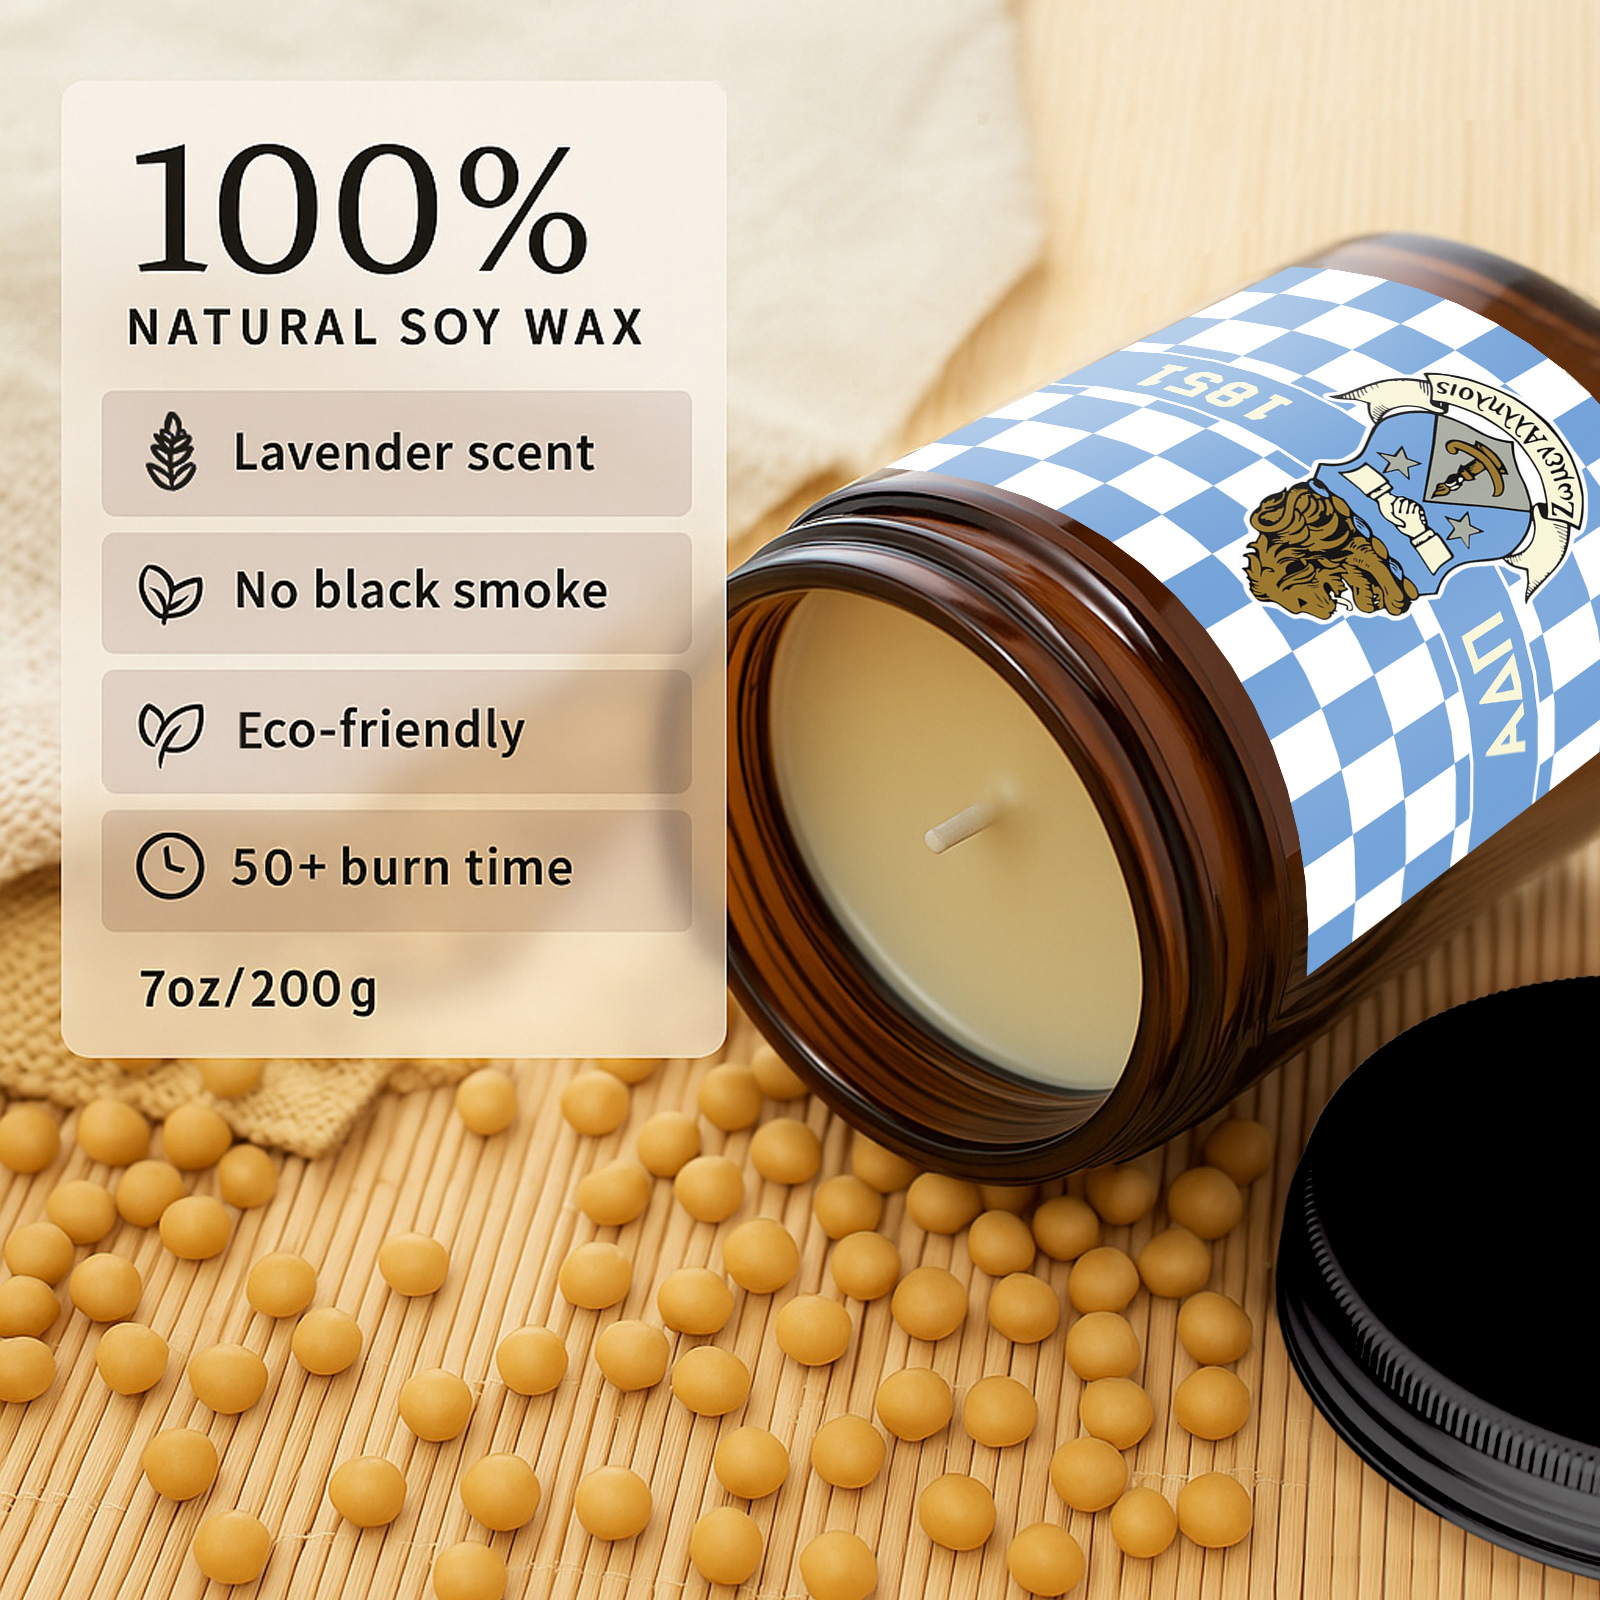 100%
NATURAL SOY WAX
Lavender scent
No black smoke
Eco-friendly
50+ burn time
7oz/200g
1851
ΑΔΠ